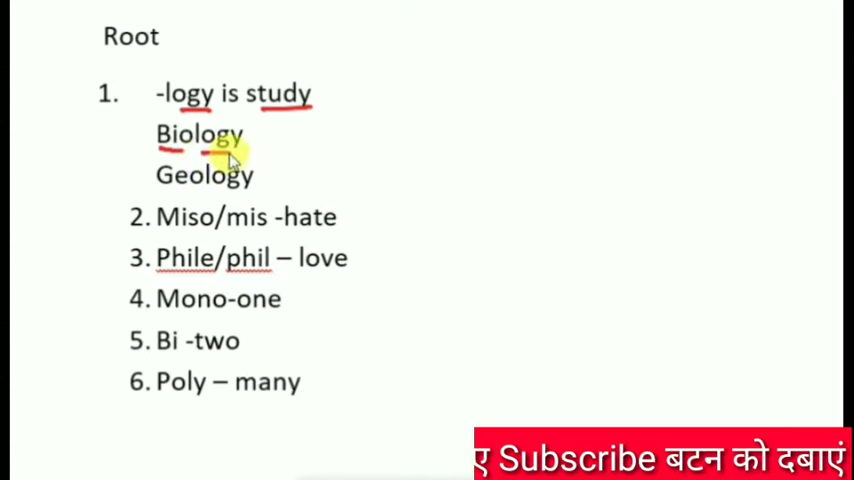 Root
1. -logy is study
Biology
Geology
2. Miso/mis -hate
3. Phile/phil – love
4. Mono-one
5. Bi -two
6. Poly – many
ए Subscribe बटन को दबाएं